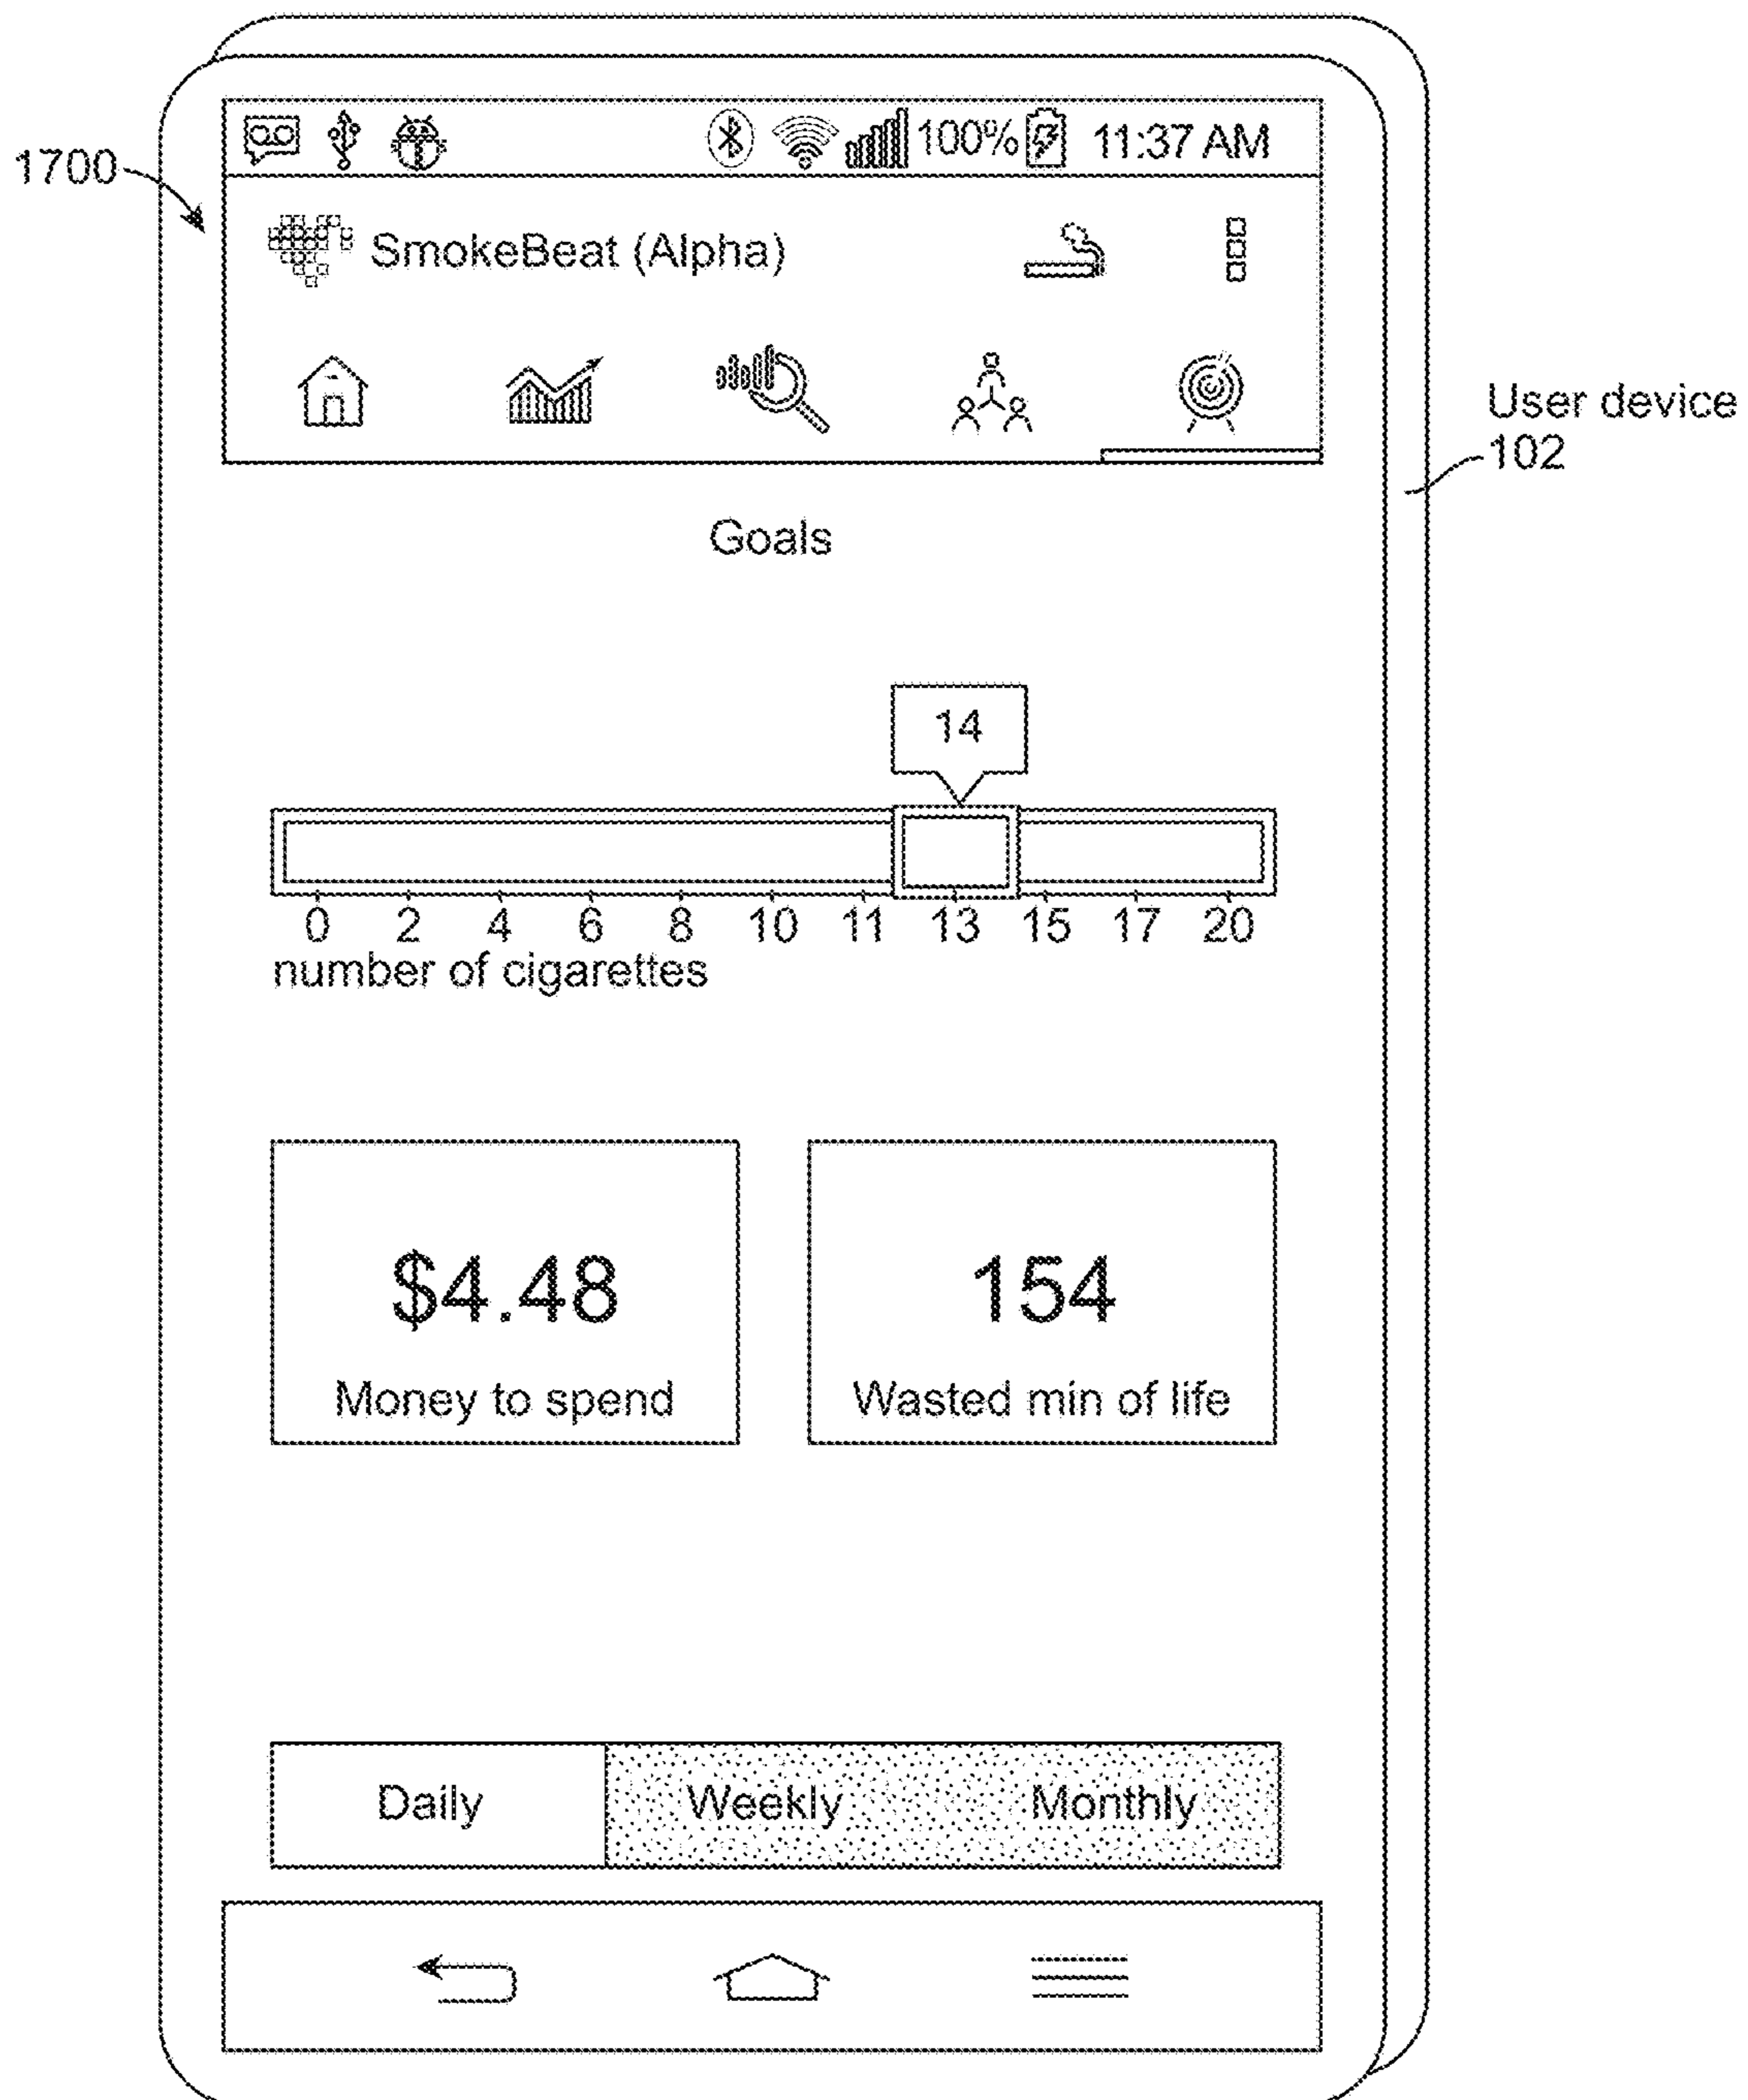 100% 11:37 AM
1700
SmokeBeat (Alpha)
User device
102
Goals
14
0 2 4 6 8 10 11 13 15 17 20
number of cigarettes
$4.48 154
Money to spend Wasted min of life
Daily Weekly Monthly